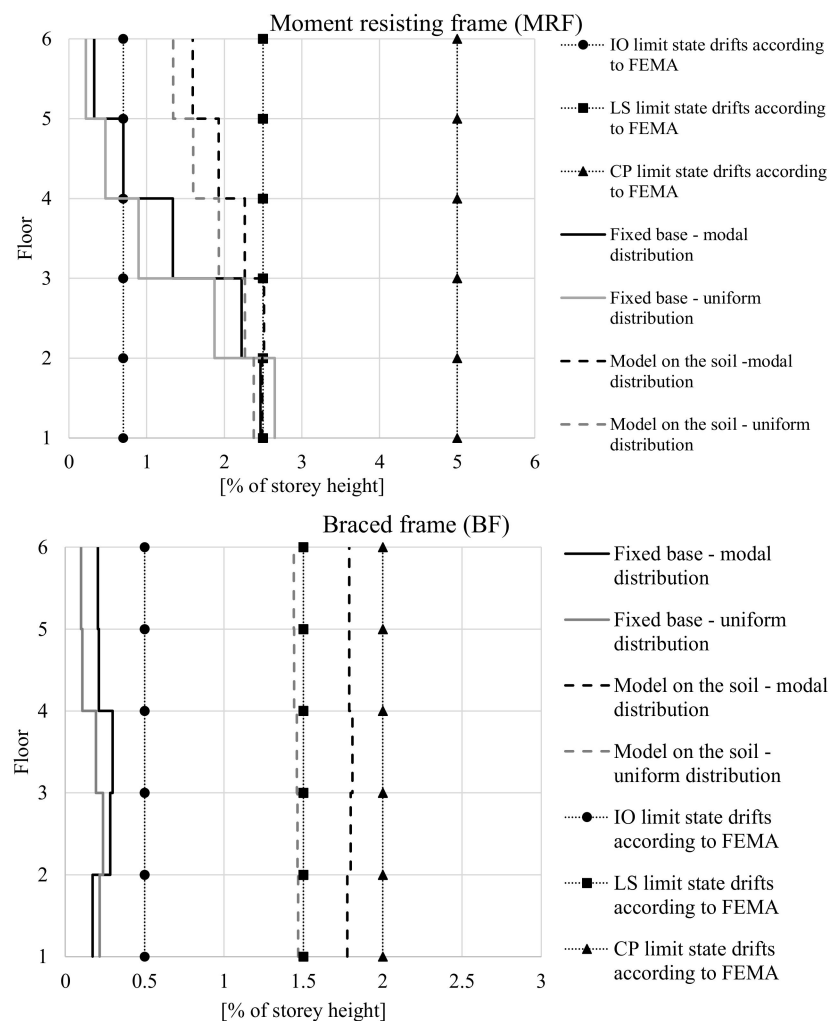 Moment resisting frame (MRF)
6
5
4
3
2
1
Floor
0
1
2
3
4
5
6
[% of storey height]
IO limit state drifts according
to FEMA
LS limit state drifts according
to FEMA
CP limit state drifts according
to FEMA
Fixed base - modal
distribution
Fixed base - uniform
distribution
Model on the soil -modal
distribution
Model on the soil - uniform
distribution
Braced frame (BF)
6
5
4
3
2
1
Floor
0
0.5
1
1.5
2
2.5
3
[% of storey height]
Fixed base - modal
distribution
Fixed base - uniform
distribution
Model on the soil - modal
distribution
Model on the soil -
uniform distribution
IO limit state drifts
according to FEMA
LS limit state drifts
according to FEMA
CP limit state drifts
according to FEMA